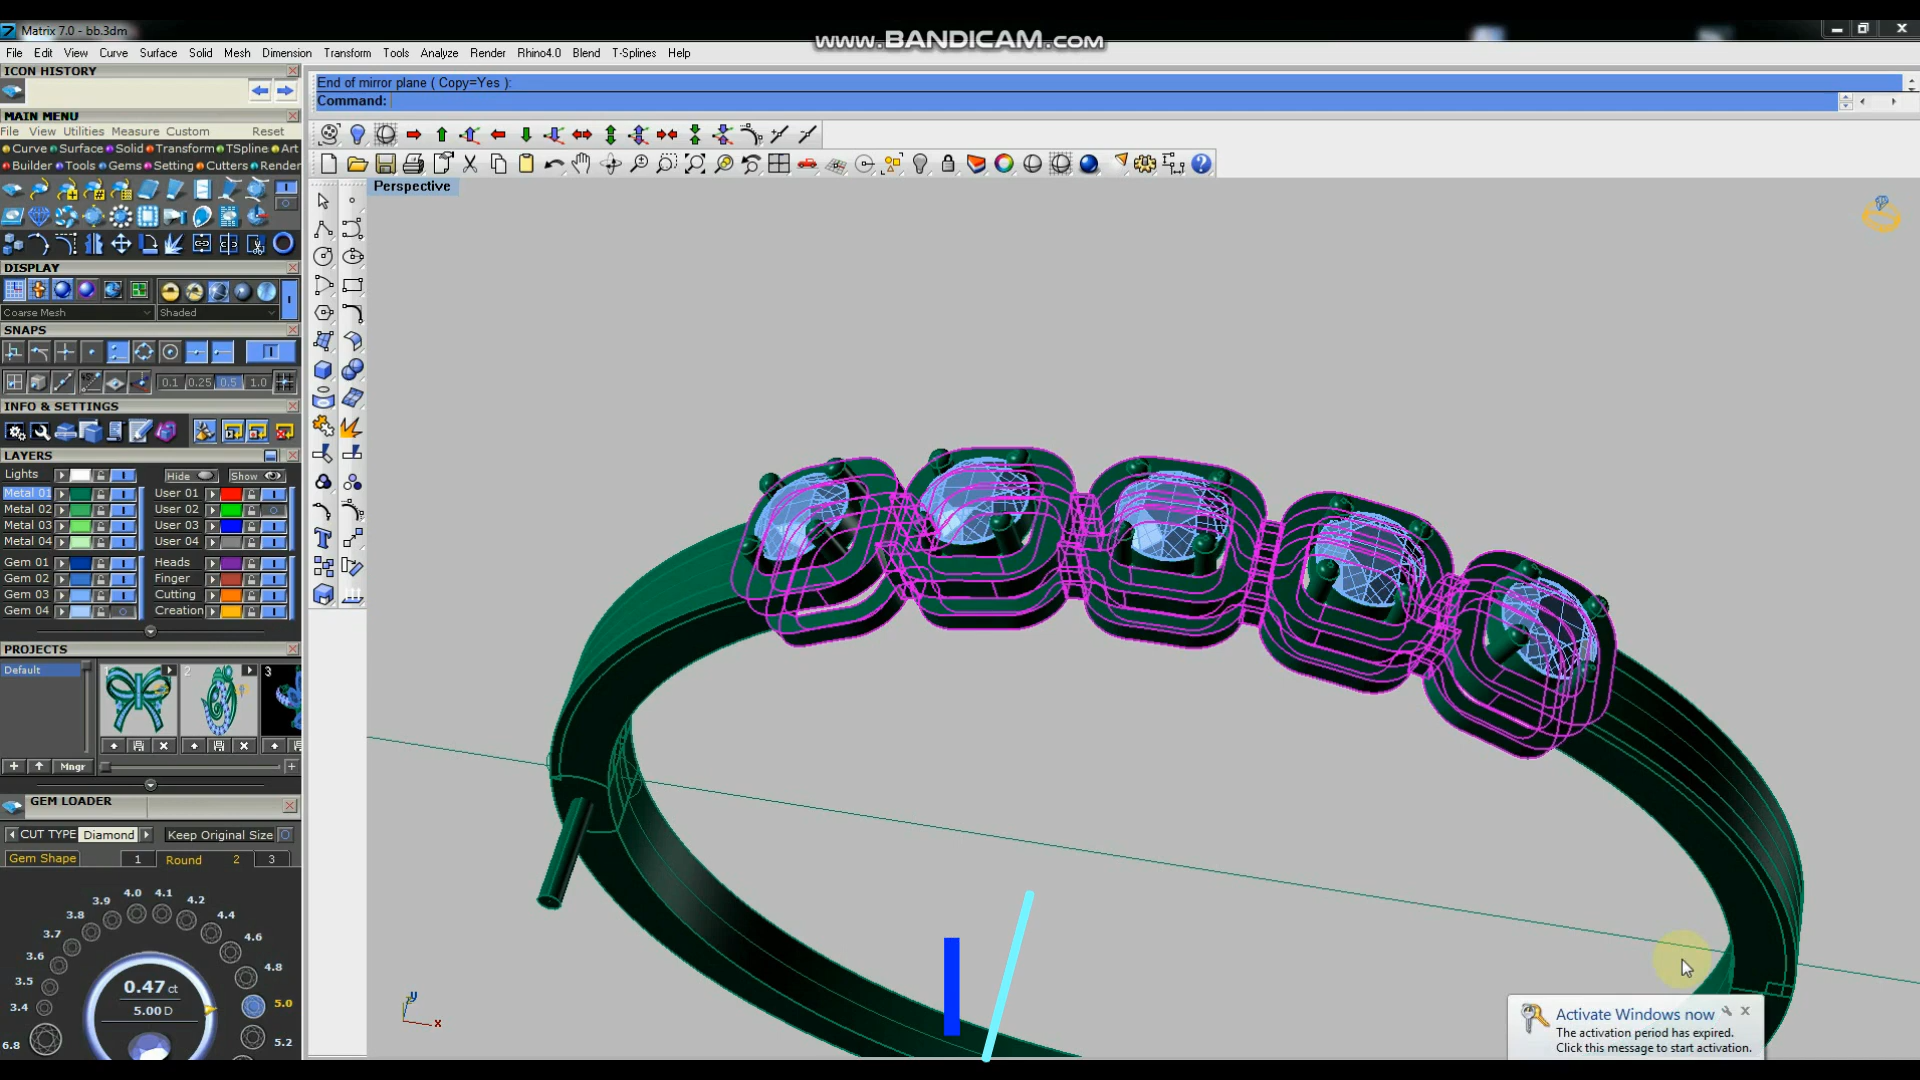 Matrix 7.0 - bb.3dm
www.BANDICAM.com
File Edit View Curve Surface Solid Mesh Dimension Transform Tools Analyze Render Rhino4.0 Blend T-Splines Help
ICON HISTORY
End of mirror plane ( Copy=Yes ):
Command:
MAIN MENU
File View Utilities Measure Custom Reset
Curve Surface Solid Transform TSpline Art
Builder Tools Gems Setting Cutters Render
Perspective
DISPLAY
Coarse Mesh Shaded
SNAPS
0.1 0.25 0.5 1.0
INFO & SETTINGS
LAYERS
Lights Hide Show
Metal 01 User 01
Metal 02 User 02
Metal 03 User 03
Metal 04 User 04
Gem 01 Heads
Gem 02 Finger
Gem 03 Cutting
Gem 04 Creation
PROJECTS
Default 1 2 3
Mngr
GEM LOADER
CUT TYPE Diamond Keep Original Size
Gem Shape 1 Round 2 3
4.0 4.1
3.9 4.2
3.8 4.4
3.7 4.6
3.6 4.8
3.5 5.0
3.4 5.2
6.8
0.47 ct
5.00 D
y
x
Activate Windows now
The activation period has expired.
Click this message to start activation.